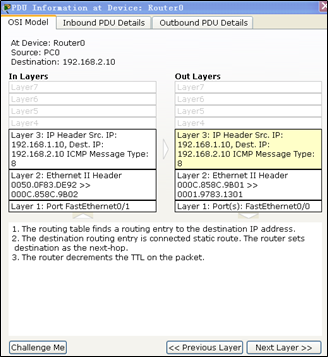 PDU Information at Device: Router0
OSI Model
Inbound PDU Details
Outbound PDU Details
At Device: Router0
Source: PC0
Destination: 192.168.2.10
In Layers
Out Layers
Layer7
Layer7
Layer6
Layer6
Layer5
Layer5
Layer4
Layer4
Layer 3: IP Header Src. IP:
192.168.1.10, Dest. IP:
192.168.2.10 ICMP Message Type:
8
Layer 3: IP Header Src. IP:
192.168.1.10, Dest. IP:
192.168.2.10 ICMP Message Type:
8
Layer 2: Ethernet II Header
0050.0F83.DE92 >>
000C.858C.9B02
Layer 2: Ethernet II Header
000C.858C.9B01 >>
0001.9783.1301
Layer 1: Port FastEthernet0/1
Layer 1: Port(s): FastEthernet0/0
1. The routing table finds a routing entry to the destination IP address.
2. The destination routing entry is connected static route. The router sets
destination as the next-hop.
3. The router decrements the TTL on the packet.
Challenge Me
<< Previous Layer
Next Layer >>